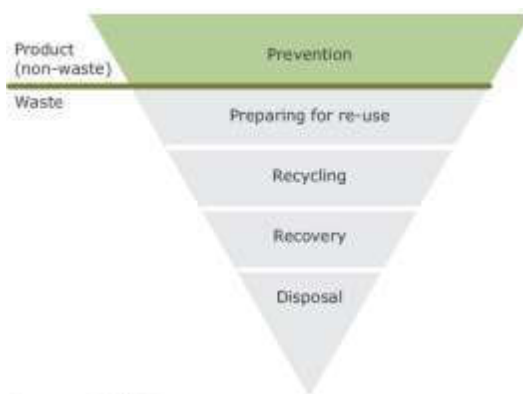 Product
(non-waste)
Prevention
Waste
Preparing for re-use
Recycling
Recovery
Disposal